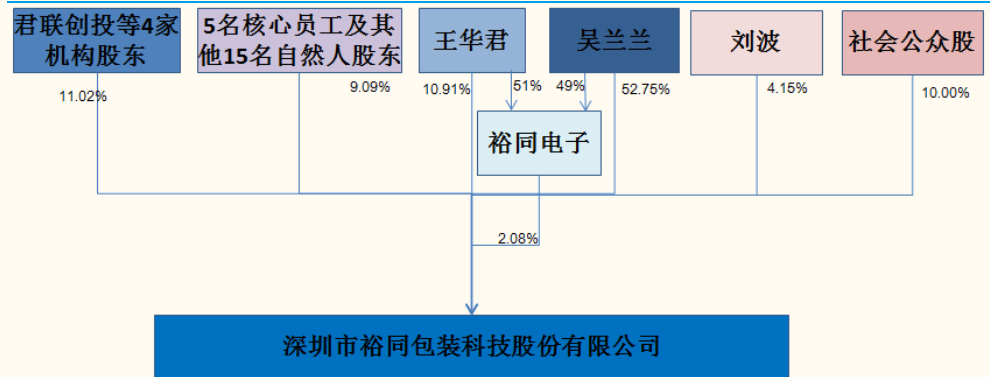 君联创投等4家
机构股东
5名核心员工及其
他15名自然人股东
王华君
吴兰兰
刘波
社会公众股
11.02%
9.09%
10.91%
51%
49%
52.75%
4.15%
10.00%
裕同电子
2.08%
深圳市裕同包装科技股份有限公司